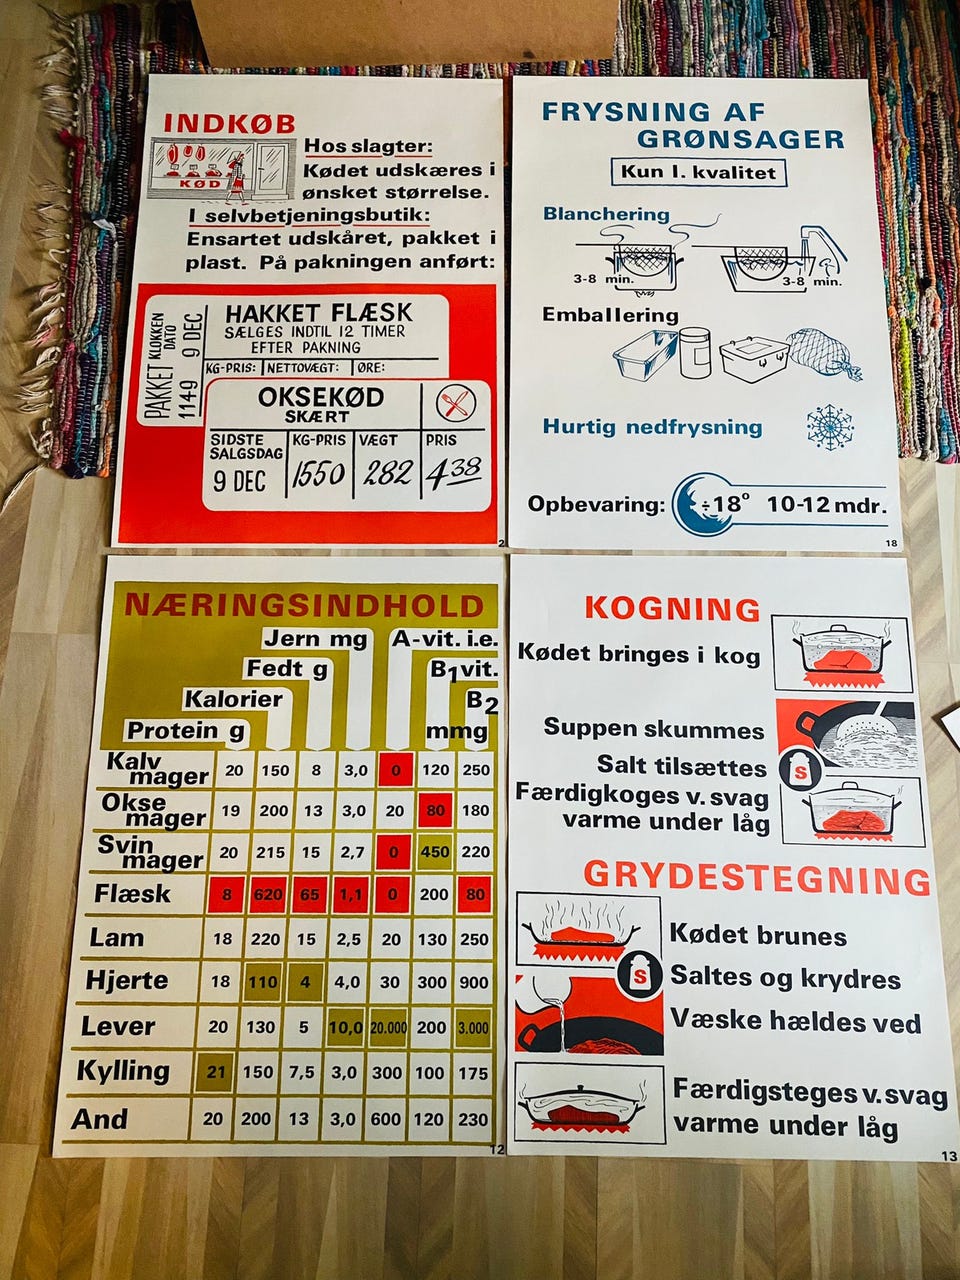 INDKØB
KØD
Hos slagter:
Kødet udskæres i
ønsket størrelse.
I selvbetjeningsbutik:
Ensartet udskåret, pakket i
plast. På pakningen anført:
PAKKET KLOKKEN
DATO
1149 9 DEC
HAKKET FLÆSK
SÆLGES INDTIL 12 TIMER
EFTER PAKNING
KG-PRIS: NETTOVÆGT: ØRE:
OKSEKØD
SKÆRT
SIDSTE SALGSDAG KG-PRIS VÆGT PRIS
9 DEC 1550 282 4.38
2
FRYSNING AF
GRØNSAGER
Kun I. kvalitet
Blanchering
3-8 min. 3-8 min.
Emballering
Hurtig nedfrysning
Opbevaring: ÷18° 10-12 mdr.
18
NÆRINGSINDHOLD
Jern mg A-vit. i.e.
Fedt g B1vit.
Kalorier B2
Protein g mmg
Kalv mager 20 150 8 3,0 0 120 250
Okse mager 19 200 13 3,0 20 80 180
Svin mager 20 215 15 2,7 0 450 220
Flæsk 8 620 65 1,1 0 200 80
Lam 18 220 15 2,5 20 130 250
Hjerte 18 110 4 4,0 30 300 900
Lever 20 130 5 10,0 20.000 200 3.000
Kylling 21 150 7,5 3,0 300 100 175
And 20 200 13 3,0 600 120 230
12
KOGNING
Kødet bringes i kog
Suppen skummes
Salt tilsættes
S
Færdigkoges v. svag
varme under låg
GRYDESTEGNING
Kødet brunes
S
Saltes og krydres
Væske hældes ved
Færdigsteges v. svag
varme under låg
13